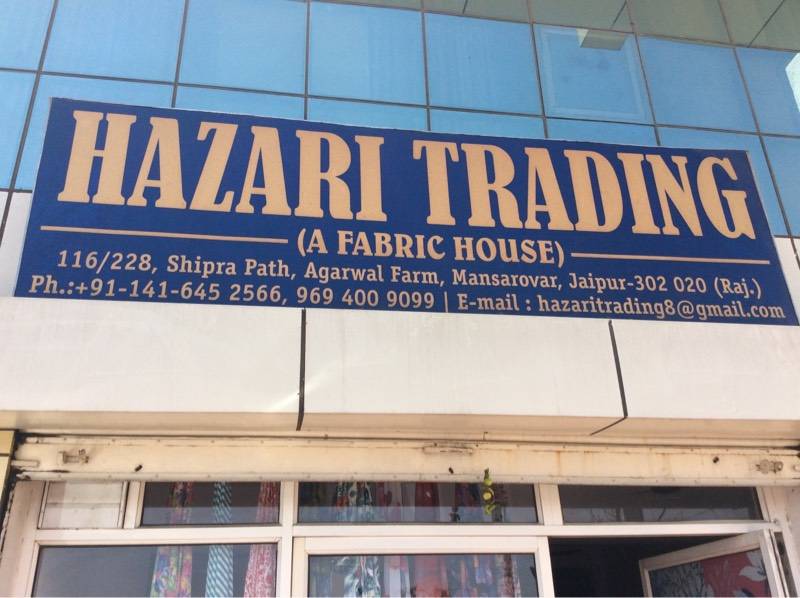 HAZARI TRADING
(A FABRIC HOUSE)
116/228, Shipra Path, Agarwal Farm, Mansarovar, Jaipur-302 020 (Raj.)
Ph.:+91-141-645 2566, 969 400 9099 | E-mail : hazaritrading8@gmail.com